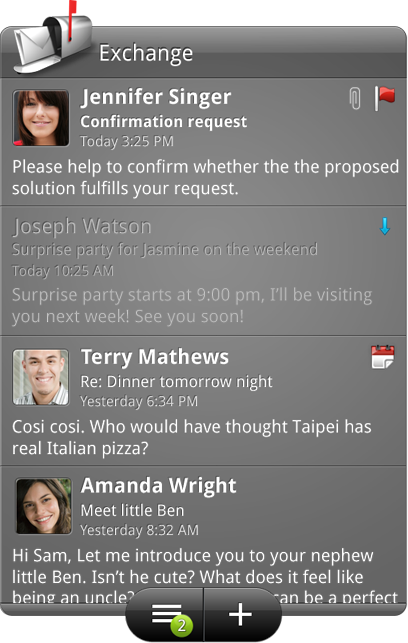 Exchange
Jennifer Singer
Confirmation request
Today 3:25 PM
Please help to confirm whether the the proposed
solution fulfills your request.
Joseph Watson
Surprise party for Jasmine on the weekend
Today 10:25 AM
Surprise party starts at 9:00 pm, I'll be visiting
you next week! See you soon!
Terry Mathews
Re: Dinner tomorrow night
Yesterday 6:34 PM
Cosi cosi. Who would have thought Taipei has
real Italian pizza?
Amanda Wright
Meet little Ben
Yesterday 8:32 AM
Hi Sam, Let me introduce you to your nephew
little Ben. Isn't he cute? What does it feel like
being an uncle? can be a perfect
2